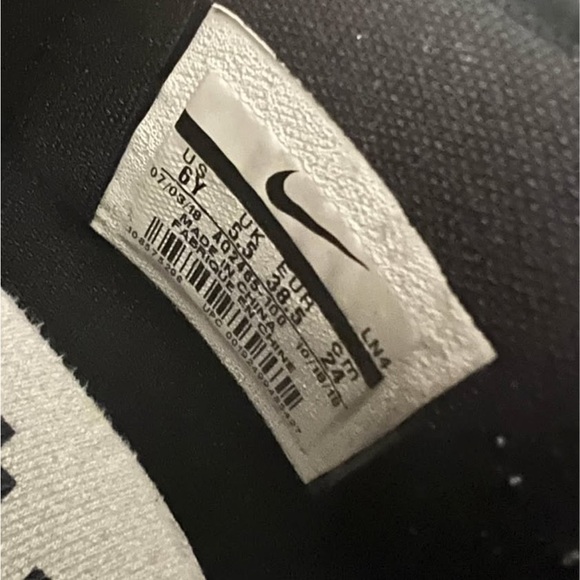 US UK EUR cm
6Y 5.5 38.5 24
07/03/18 10/18/18
LN4
MADE IN CHINA
FABRIQUE EN CHINE
UPC